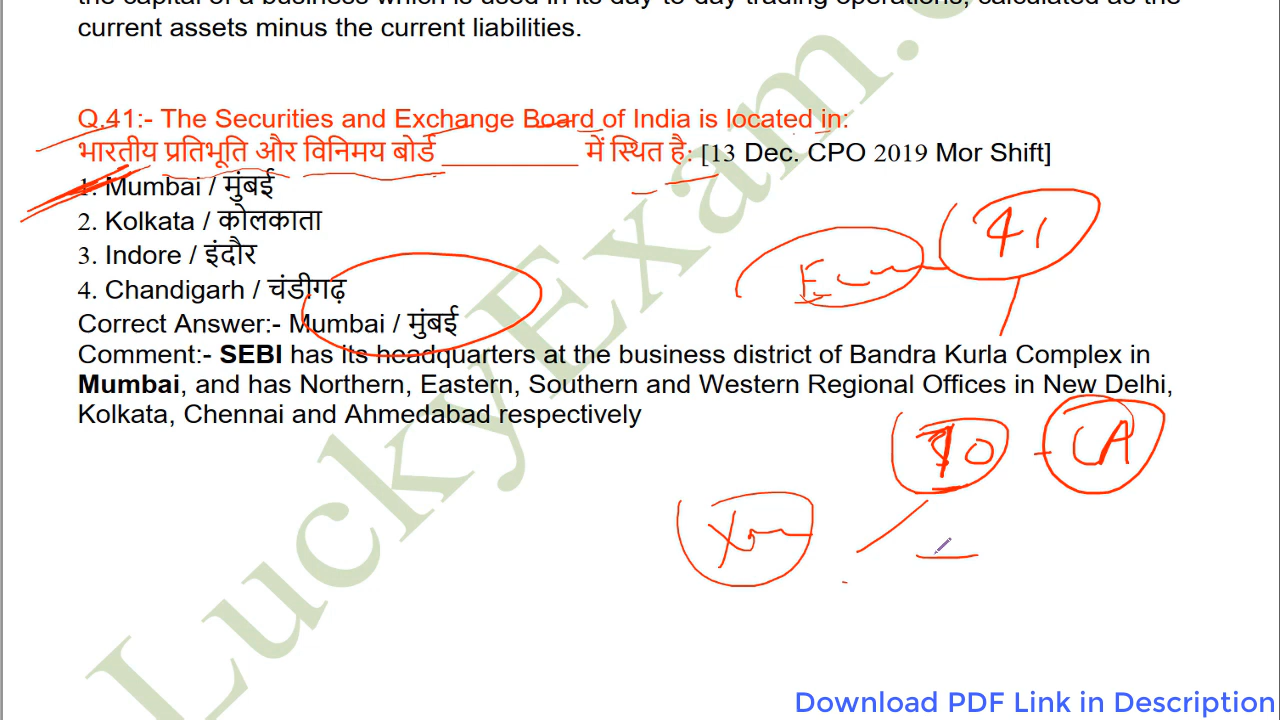 the capital of a business which is used in its day-to-day trading operations, calculated as the
current assets minus the current liabilities.
Q.41:- The Securities and Exchange Board of India is located in:
भारतीय प्रतिभूति और विनिमय बोर्ड _________ में स्थित है: [13 Dec. CPO 2019 Mor Shift]
1. Mumbai / मुंबई
2. Kolkata / कोलकाता
3. Indore / इंदौर
4. Chandigarh / चंडीगढ़
Correct Answer:- Mumbai / मुंबई
Comment:- SEBI has its headquarters at the business district of Bandra Kurla Complex in
Mumbai, and has Northern, Eastern, Southern and Western Regional Offices in New Delhi,
Kolkata, Chennai and Ahmedabad respectively
41
CA
LuckyExam.
Download PDF Link in Description